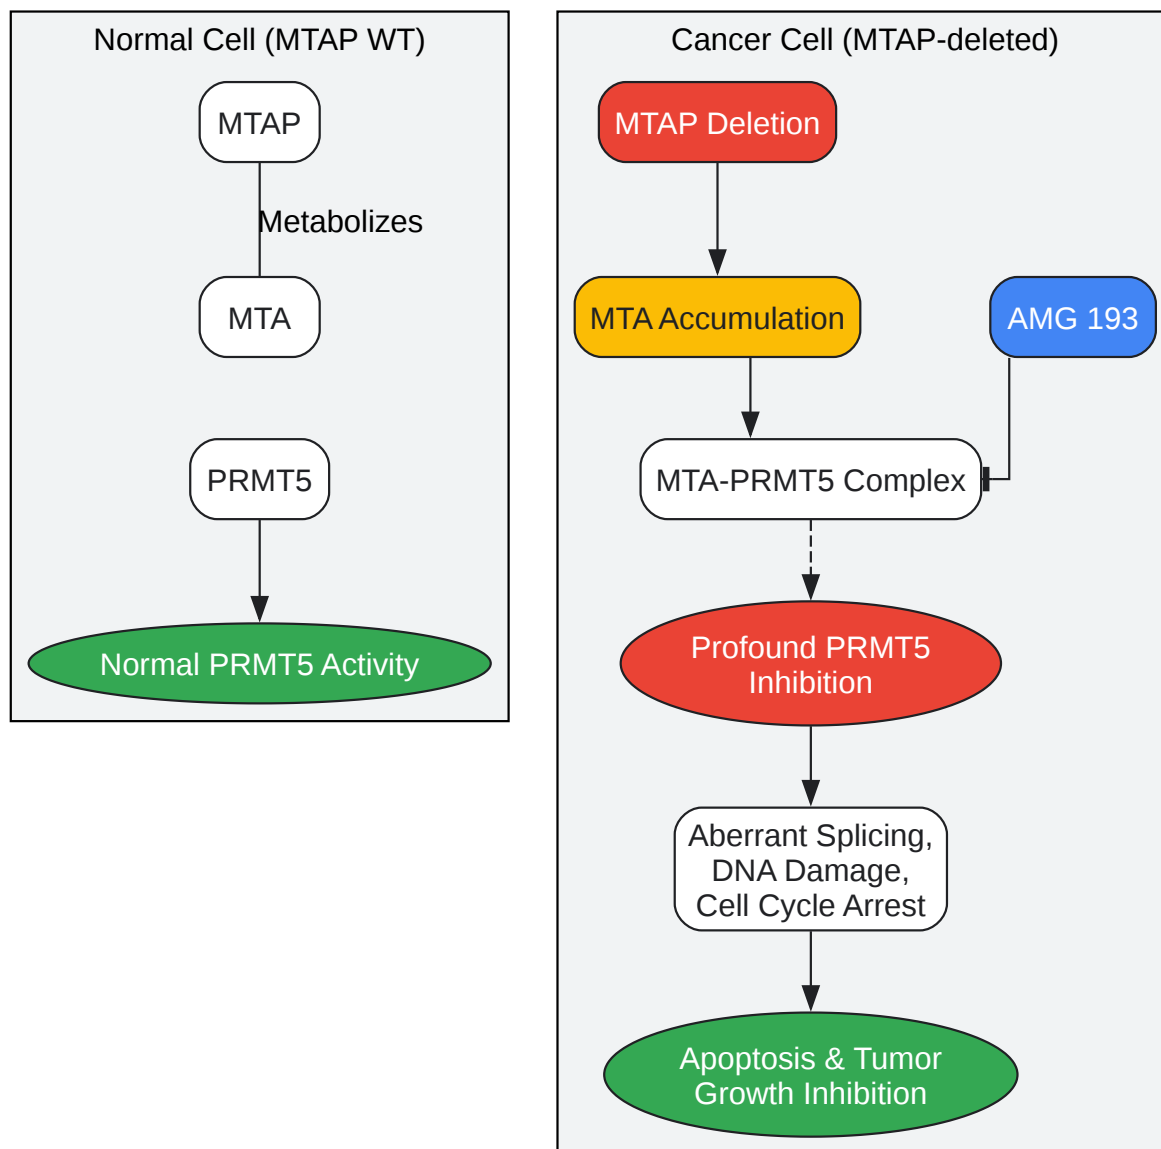 Normal Cell (MTAP WT)
MTAP
Metabolizes
MTA
PRMT5
Normal PRMT5 Activity
Cancer Cell (MTAP-deleted)
MTAP Deletion
MTA Accumulation
AMG 193
MTA-PRMT5 Complex
Profound PRMT5
Inhibition
Aberrant Splicing,
DNA Damage,
Cell Cycle Arrest
Apoptosis & Tumor
Growth Inhibition